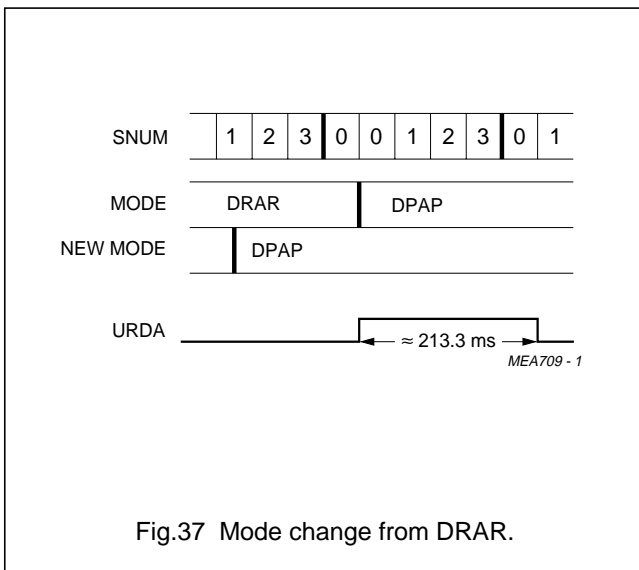 SNUM 1 2 3 0 0 1 2 3 0 1
MODE DRAR DPAP
NEW MODE DPAP
URDA ≈ 213.3 ms
MEA709 - 1
Fig.37 Mode change from DRAR.